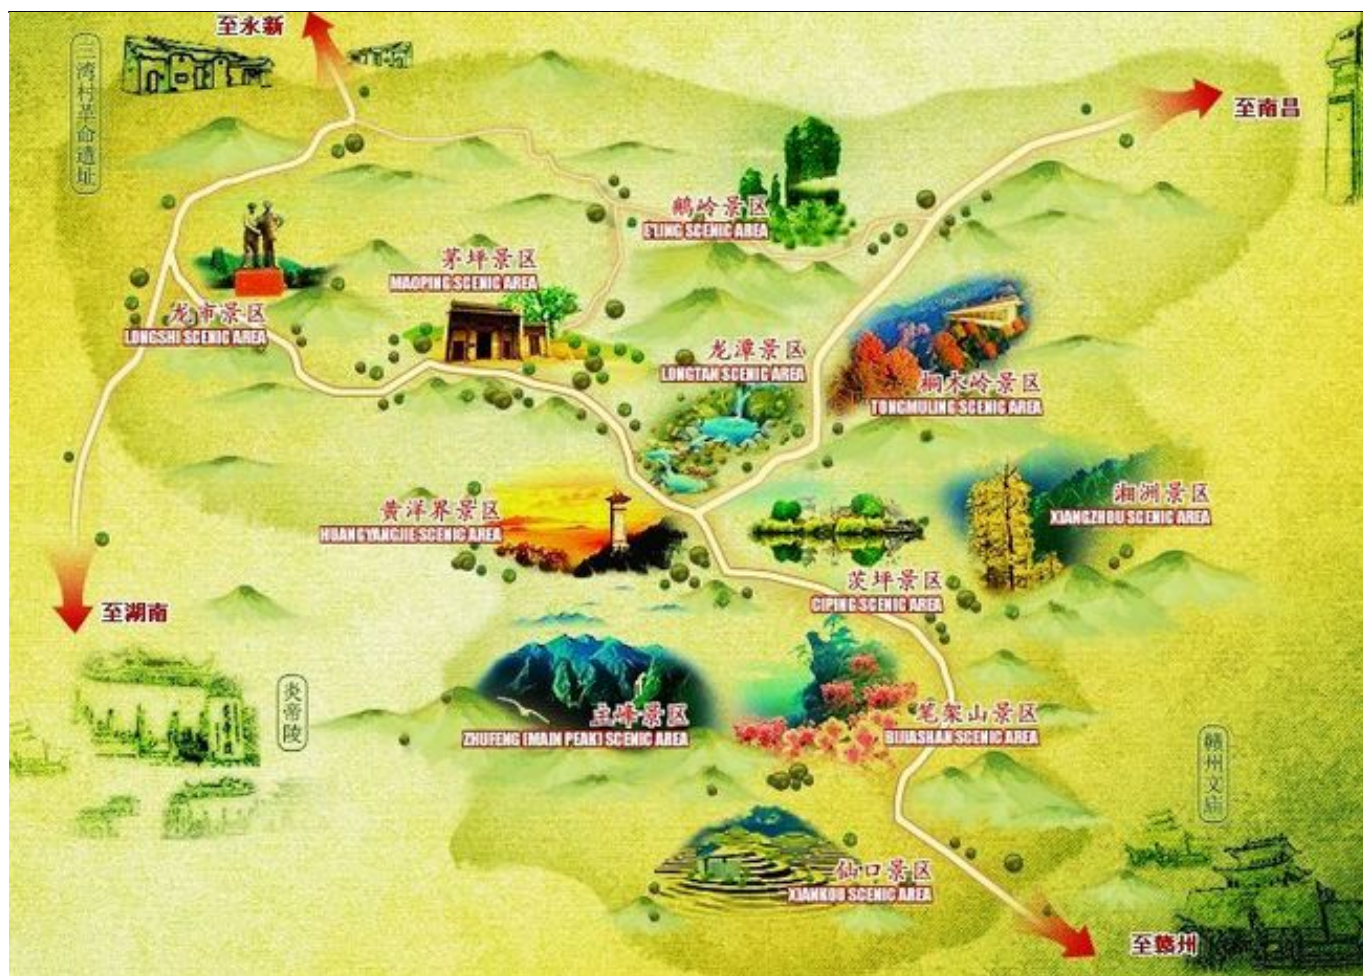 至永新
三湾村革命遗址
至南昌
鹅岭景区
E'LING SCENIC AREA
茅坪景区
MAOPING SCENIC AREA
龙市景区
LONGSHI SCENIC AREA
龙潭景区
LONGTAN SCENIC AREA
桐木岭景区
TONGMULING SCENIC AREA
黄洋界景区
HUANGYANGJIE SCENIC AREA
湘洲景区
XIANGZHOU SCENIC AREA
茨坪景区
CIPING SCENIC AREA
至湖南
炎帝陵
主峰景区
ZHUFENG (MAIN PEAK) SCENIC AREA
笔架山景区
BIJIASHAN SCENIC AREA
赣州文庙
仙口景区
XIANKOU SCENIC AREA
至赣州